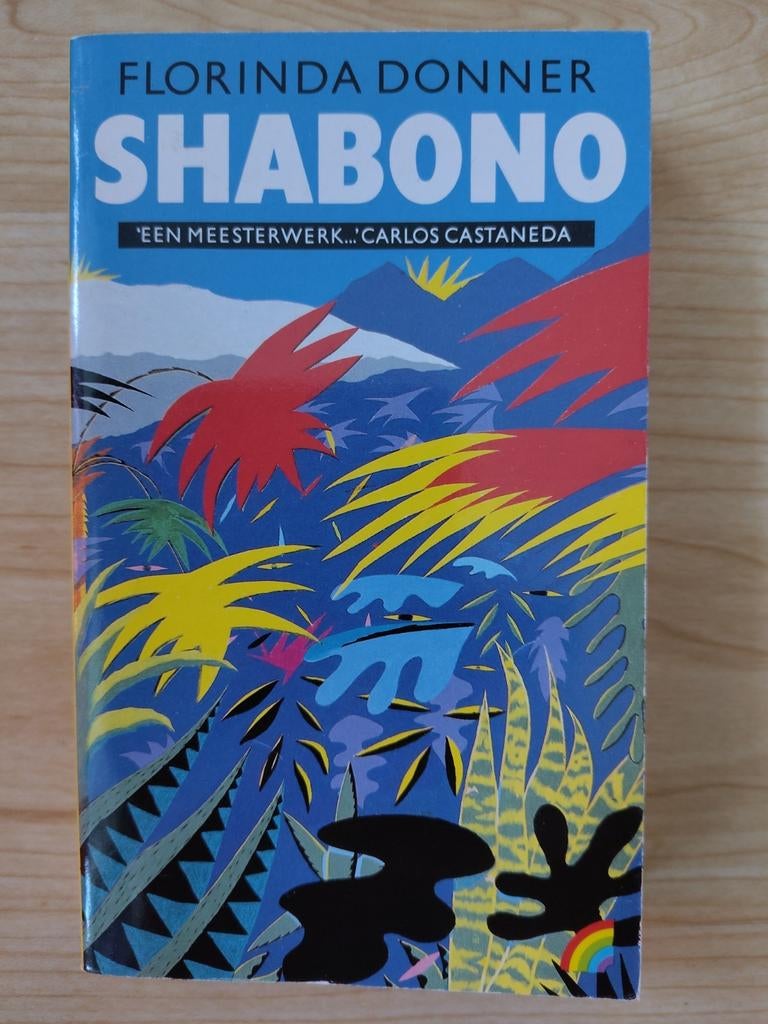 FLORINDA DONNER
SHABONO
'EEN MEESTERWERK...' CARLOS CASTANEDA